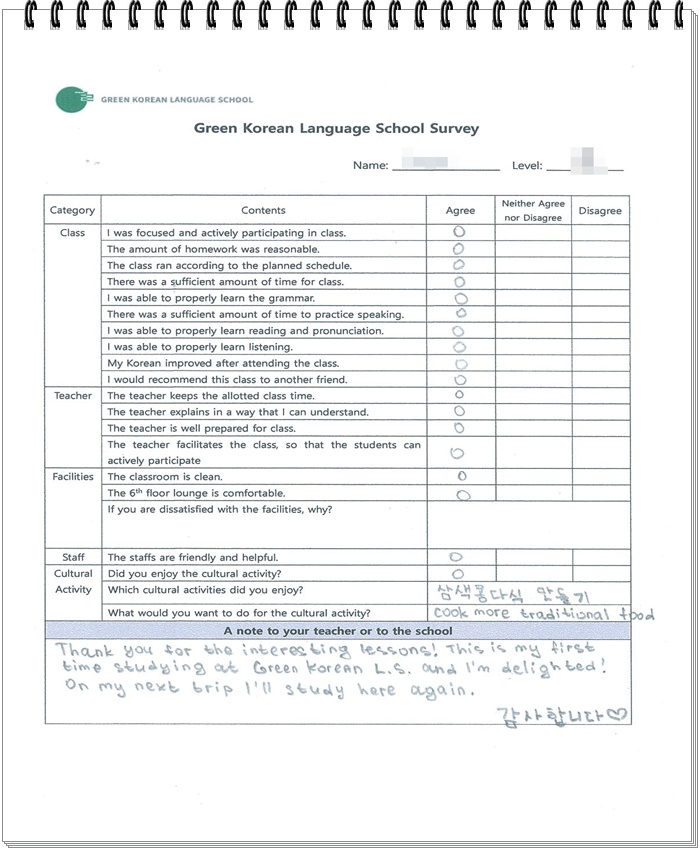 GREEN KOREAN LANGUAGE SCHOOL
Green Korean Language School Survey
Name: Level:
Category Contents Agree Neither Agree nor Disagree Disagree
Class I was focused and actively participating in class.
The amount of homework was reasonable.
The class ran according to the planned schedule.
There was a sufficient amount of time for class.
I was able to properly learn the grammar.
There was a sufficient amount of time to practice speaking.
I was able to properly learn reading and pronunciation.
I was able to properly learn listening.
My Korean improved after attending the class.
I would recommend this class to another friend.
Teacher The teacher keeps the allotted class time.
The teacher explains in a way that I can understand.
The teacher is well prepared for class.
The teacher facilitates the class, so that the students can
actively participate
Facilities The classroom is clean.
The 6th floor lounge is comfortable.
If you are dissatisfied with the facilities, why?
Staff The staffs are friendly and helpful.
Cultural Activity Did you enjoy the cultural activity?
Which cultural activities did you enjoy? 삼색콩다식 만들기
What would you want to do for the cultural activity? cook more traditional food
A note to your teacher or to the school
Thank you for the interesting lessons! This is my first
time studying at Green Korean L.S. and I'm delighted!
On my next trip I'll study here again.
감사합니다♡